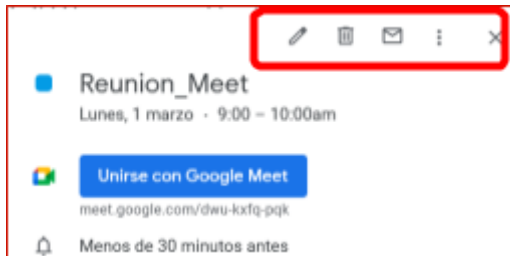 Reunion_Meet
Lunes, 1 marzo · 9:00 – 10:00am
Unirse con Google Meet
meet.google.com/dwu-kxfq-pqk
Menos de 30 minutos antes